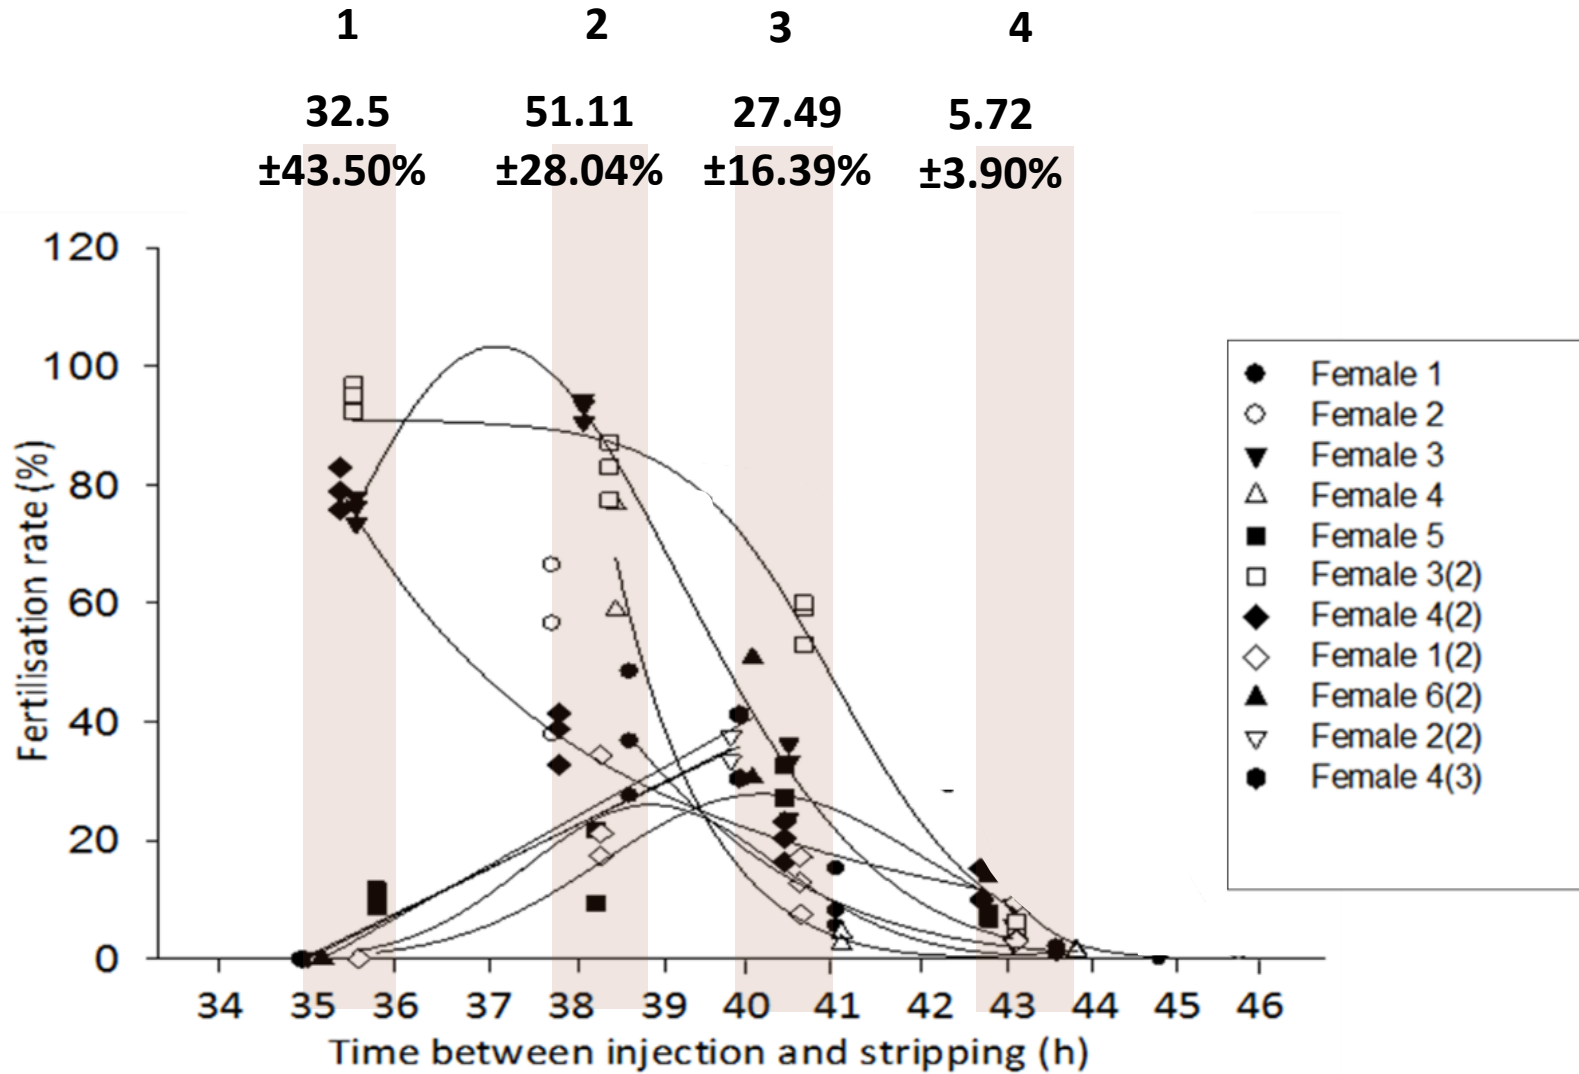 1 2 3 4
32.5 51.11 27.49 5.72
±43.50% ±28.04% ±16.39% ±3.90%
120
100
80
60
40
20
0
Fertilisation rate (%)
34 35 36 37 38 39 40 41 42 43 44 45 46
Time between injection and stripping (h)
Female 1
Female 2
Female 3
Female 4
Female 5
Female 3(2)
Female 4(2)
Female 1(2)
Female 6(2)
Female 2(2)
Female 4(3)